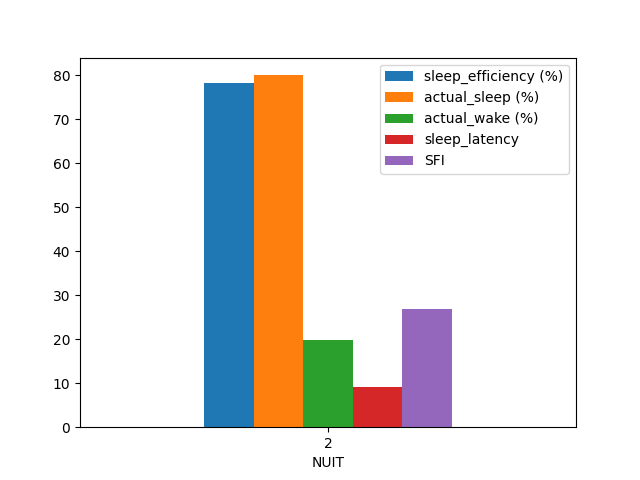 80
70
60
50
40
30
20
10
0
sleep_efficiency (%)
actual_sleep (%)
actual_wake (%)
sleep_latency
SFI
2
NUIT